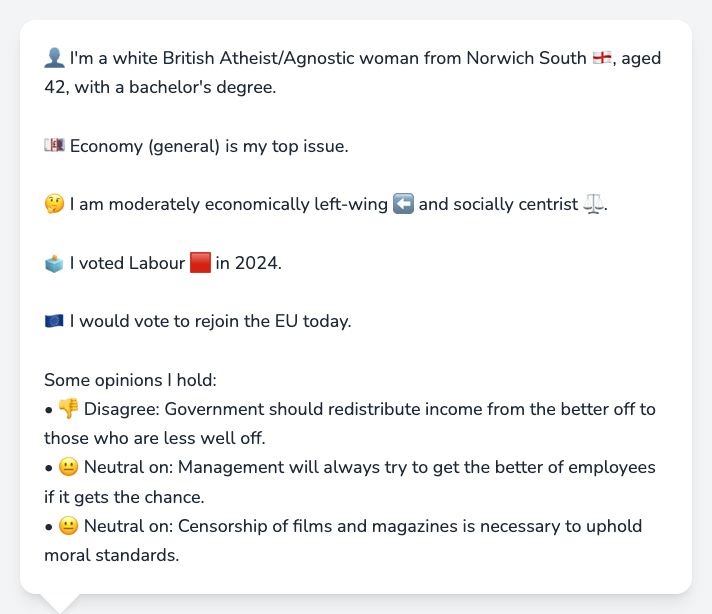 👤 I'm a white British Atheist/Agnostic woman from Norwich South 🏴󠁧󠁢󠁥󠁮󠁧󠁿, aged
42, with a bachelor's degree.
💷 Economy (general) is my top issue.
🤔 I am moderately economically left-wing ⬅️ and socially centrist ⚖️.
🗳️ I voted Labour 🟥 in 2024.
🇪🇺 I would vote to rejoin the EU today.
Some opinions I hold:
• 👎 Disagree: Government should redistribute income from the better off to
those who are less well off.
• 😐 Neutral on: Management will always try to get the better of employees
if it gets the chance.
• 😐 Neutral on: Censorship of films and magazines is necessary to uphold
moral standards.